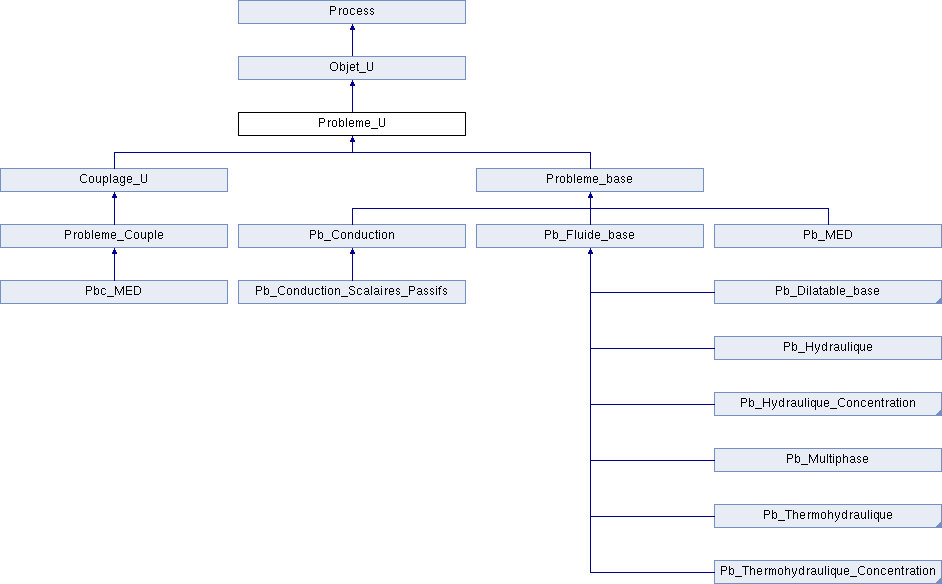 Process
Objet_U
Probleme_U
Couplage_U
Probleme_base
Probleme_Couple
Pb_Conduction
Pb_Fluide_base
Pb_MED
Pbc_MED
Pb_Conduction_Scalaires_Passifs
Pb_Dilatable_base
Pb_Hydraulique
Pb_Hydraulique_Concentration
Pb_Multiphase
Pb_Thermohydraulique
Pb_Thermohydraulique_Concentration